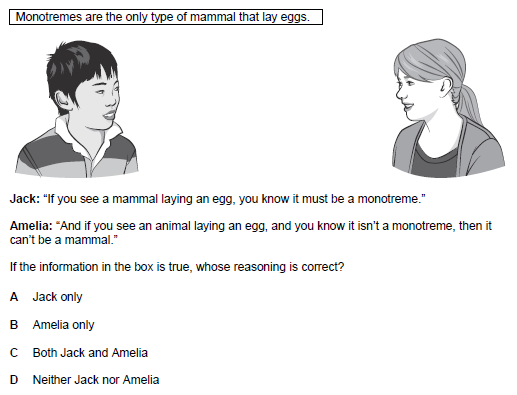 Monotremes are the only type of mammal that lay eggs.
Jack: “If you see a mammal laying an egg, you know it must be a monotreme.”
Amelia: “And if you see an animal laying an egg, and you know it isn’t a monotreme, then it
can’t be a mammal.”
If the information in the box is true, whose reasoning is correct?
A Jack only
B Amelia only
C Both Jack and Amelia
D Neither Jack nor Amelia